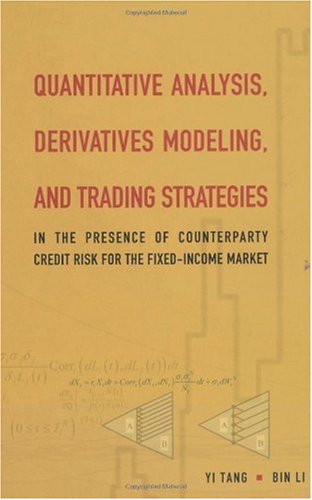 QUANTITATIVE ANALYSIS,
DERIVATIVES MODELING,
AND TRADING STRATEGIES
IN THE PRESENCE OF COUNTERPARTY
CREDIT RISK FOR THE FIXED-INCOME MARKET
A
B
A
B
YI TANG ■ BIN LI